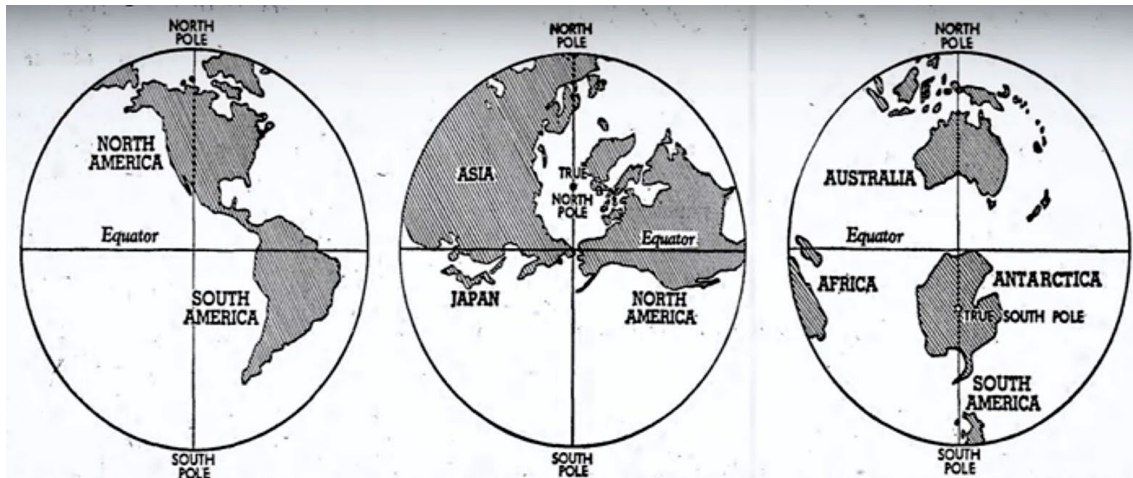 NORTH
POLE
NORTH
AMERICA
Equator
SOUTH
AMERICA
SOUTH
POLE
NORTH
POLE
ASIA
TRUE
NORTH
POLE
Equator
JAPAN
NORTH
AMERICA
SOUTH
POLE
NORTH
POLE
AUSTRALIA
Equator
AFRICA
ANTARCTICA
TRUE SOUTH POLE
SOUTH
AMERICA
SOUTH
POLE